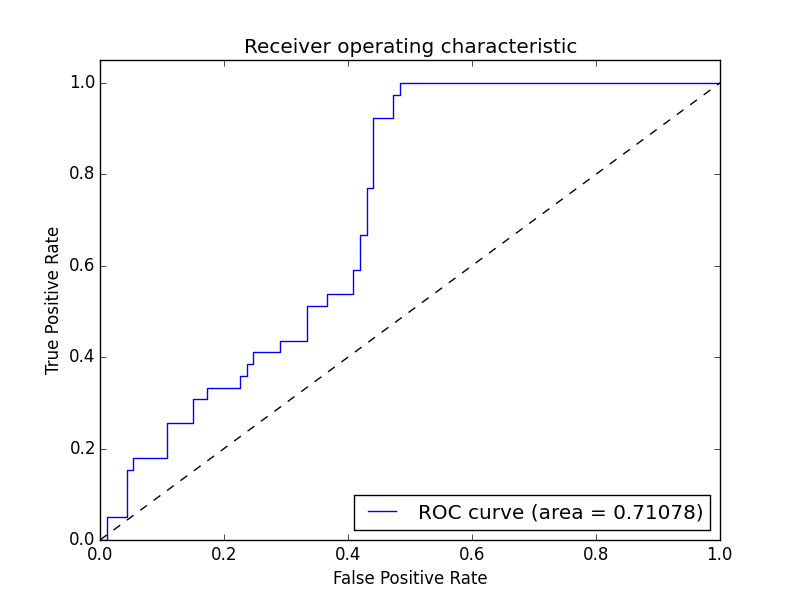 Receiver operating characteristic
1.0
0.8
0.6
0.4
0.2
0.0
True Positive Rate
ROC curve (area = 0.71078)
0.0 0.2 0.4 0.6 0.8 1.0
False Positive Rate